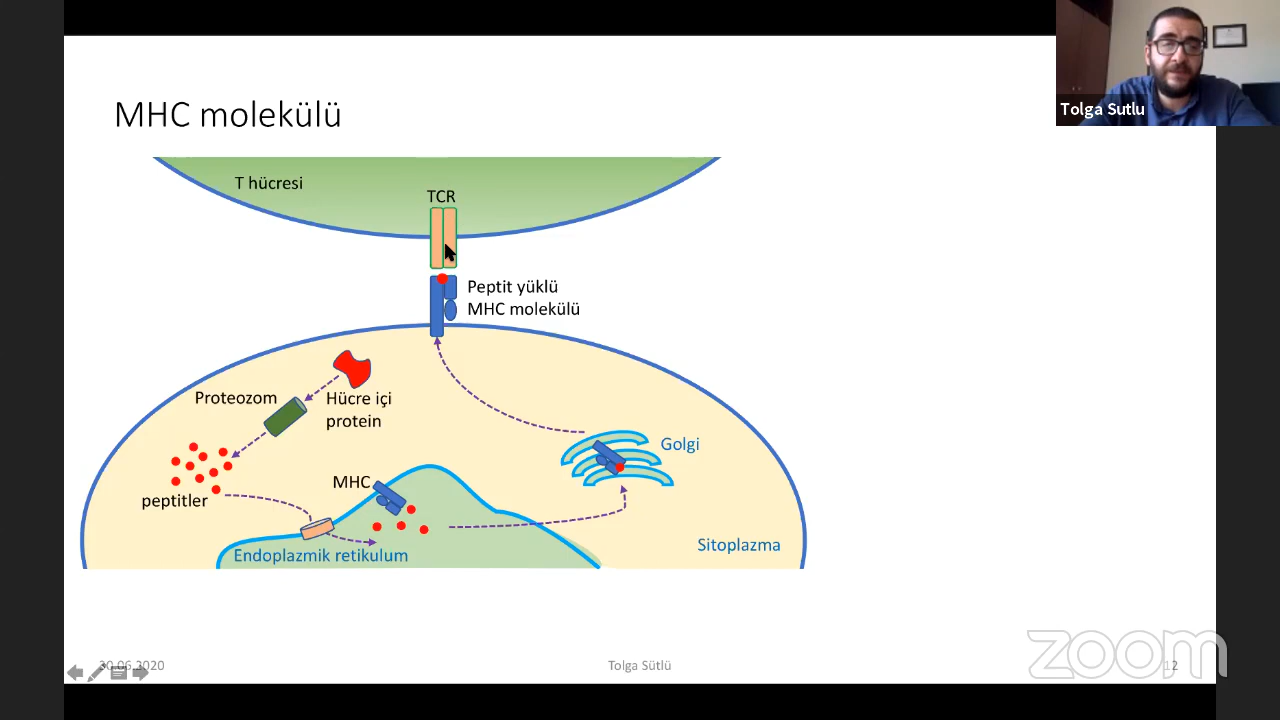 MHC molekülü
Tolga Sutlu
T hücresi
TCR
Peptit yüklü
MHC molekülü
Proteozom
Hücre içi
protein
Golgi
MHC
peptitler
Endoplazmik retikulum
Sitoplazma
30.06.2020
Tolga Sütlü
12
zoom